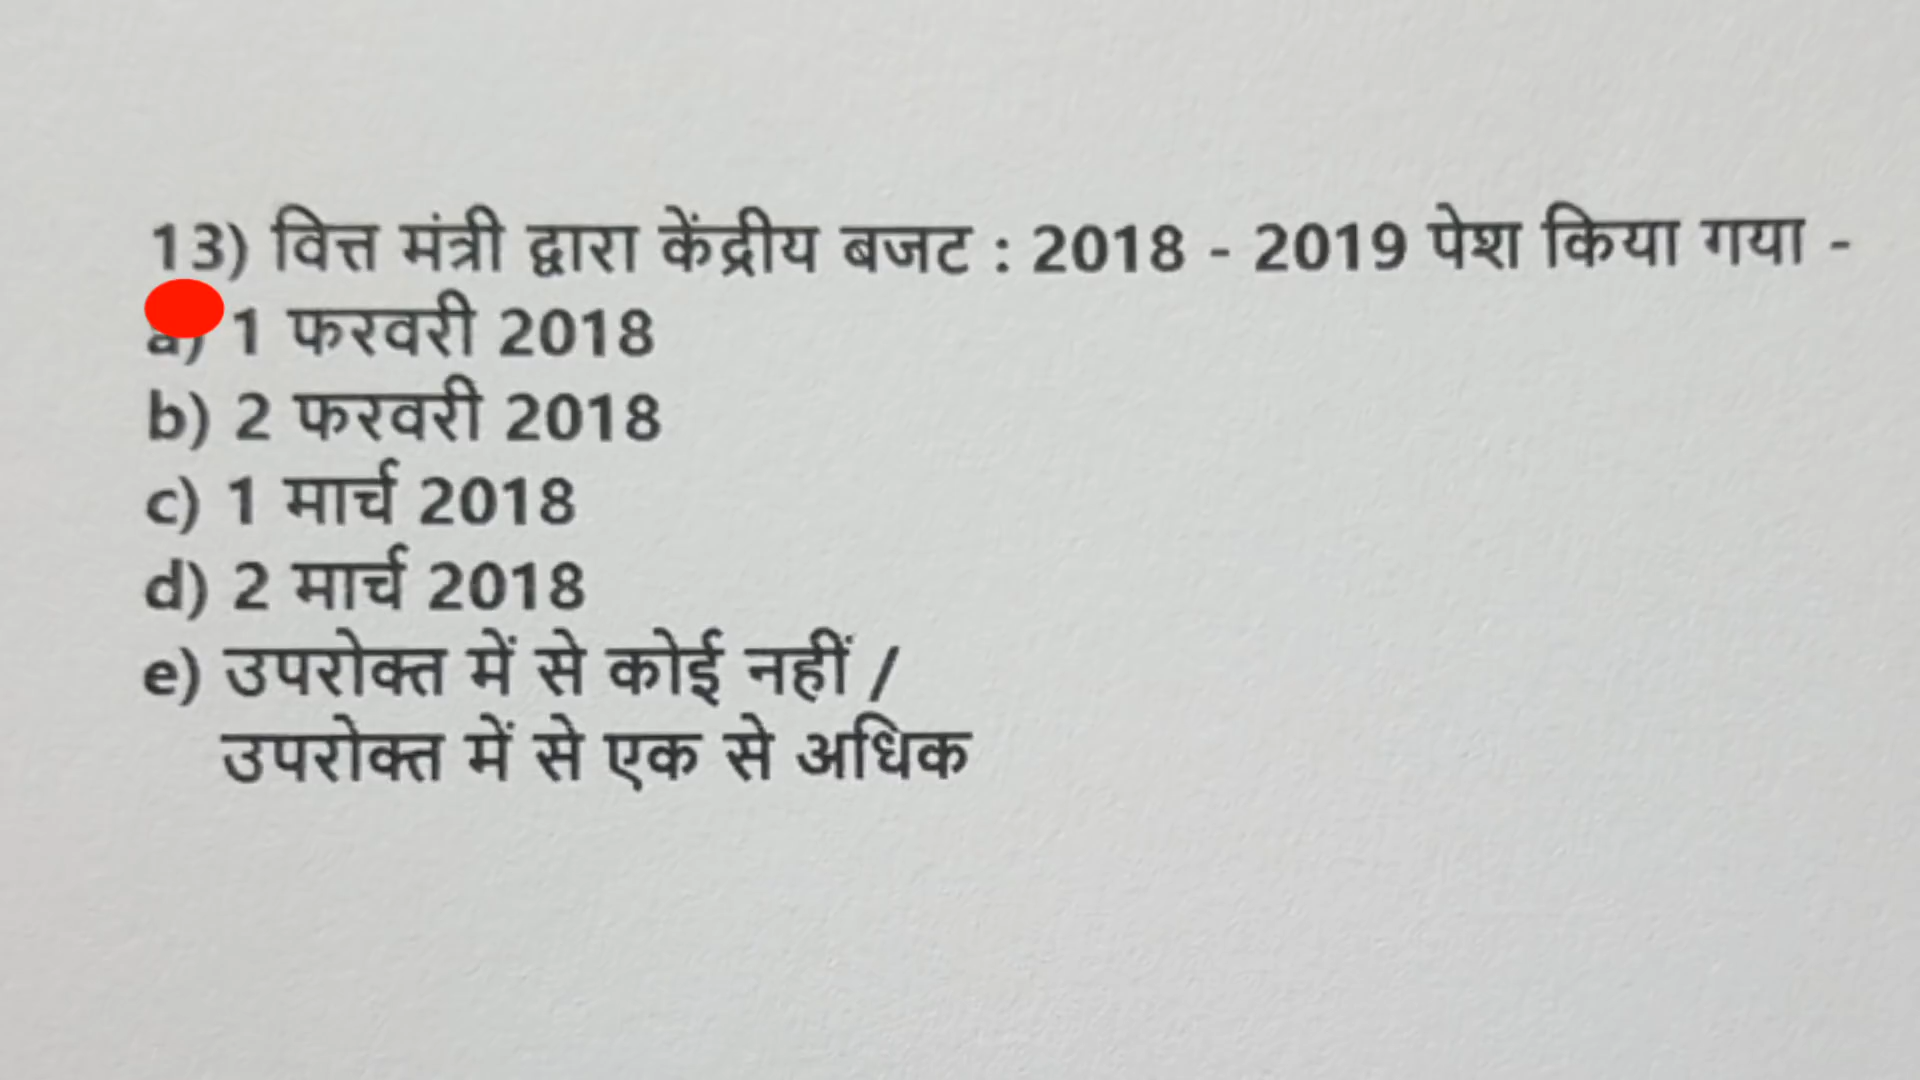 13) वित्त मंत्री द्वारा केंद्रीय बजट : 2018 - 2019 पेश किया गया -
a) 1 फरवरी 2018
b) 2 फरवरी 2018
c) 1 मार्च 2018
d) 2 मार्च 2018
e) उपरोक्त में से कोई नहीं /
उपरोक्त में से एक से अधिक